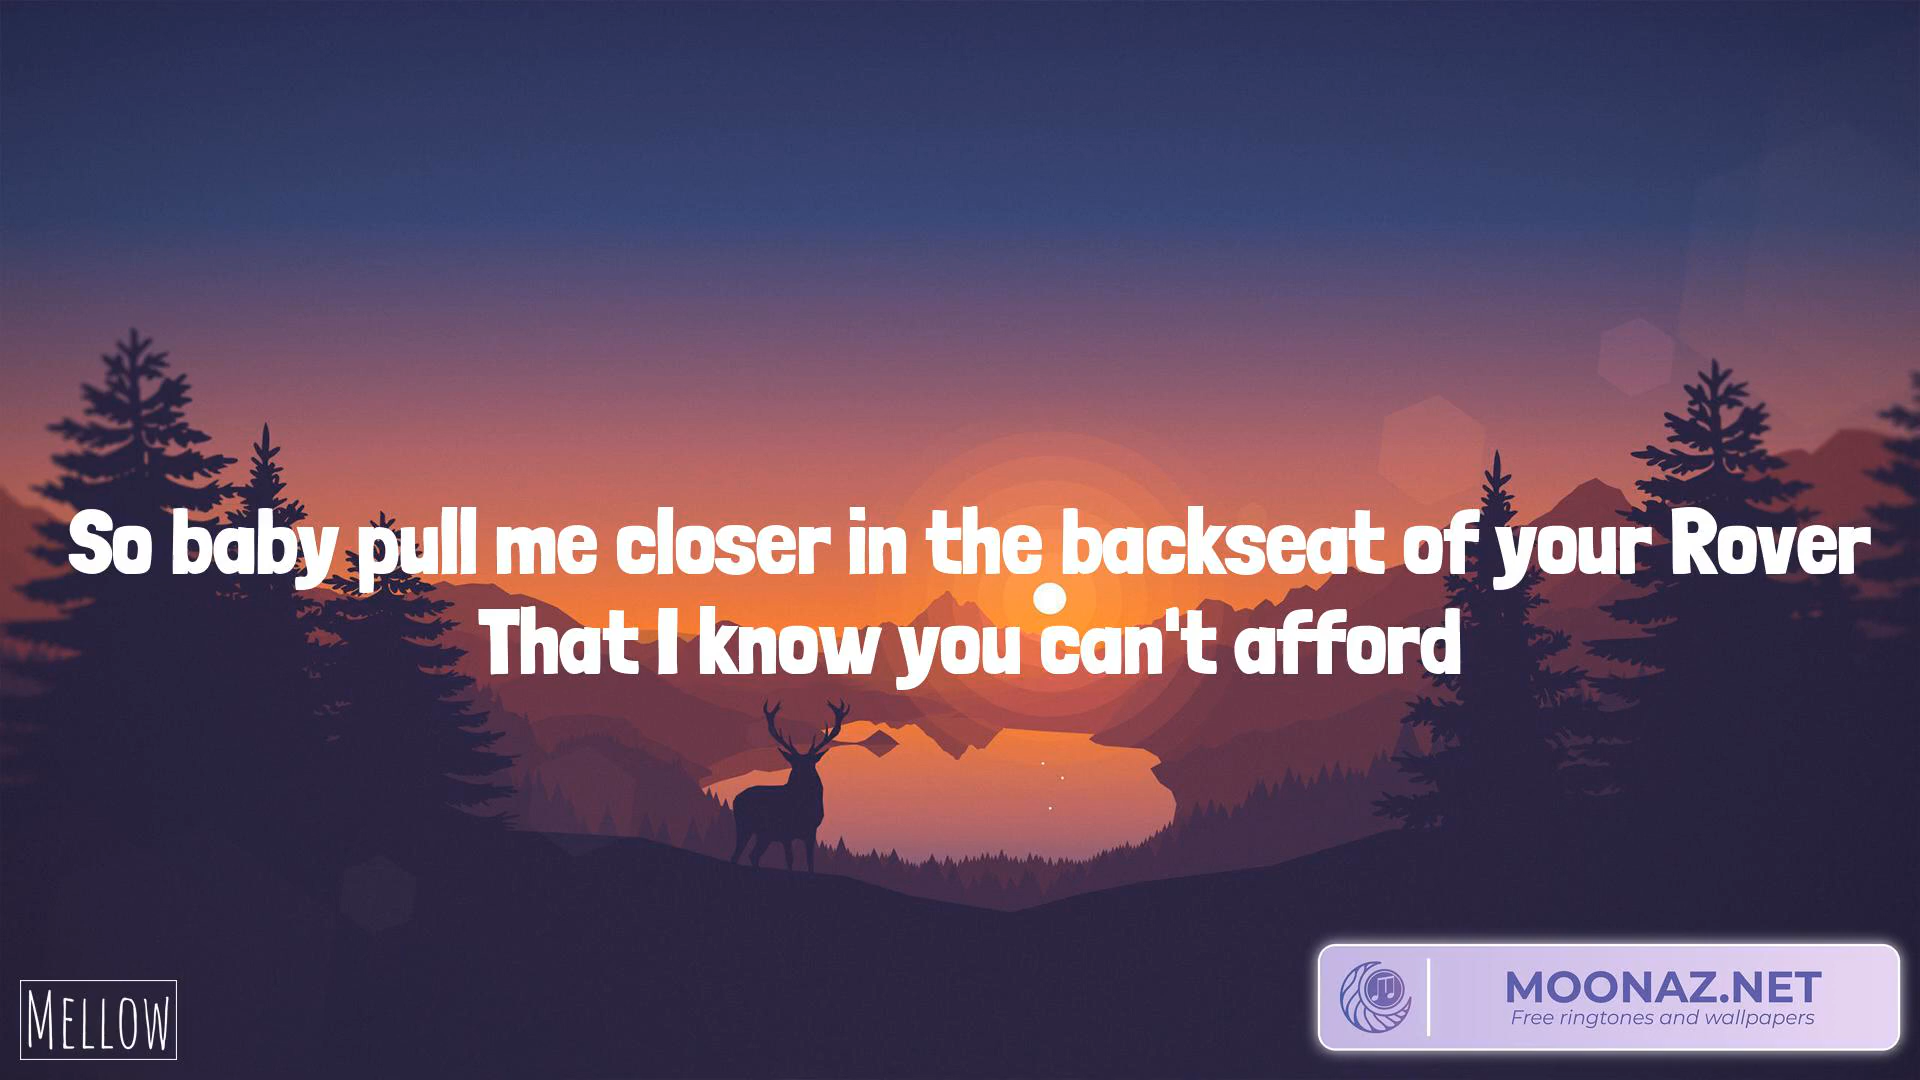 So baby pull me closer in the backseat of your Rover
That I know you can't afford
MELLOW
MOONAZ.NET
Free ringtones and wallpapers